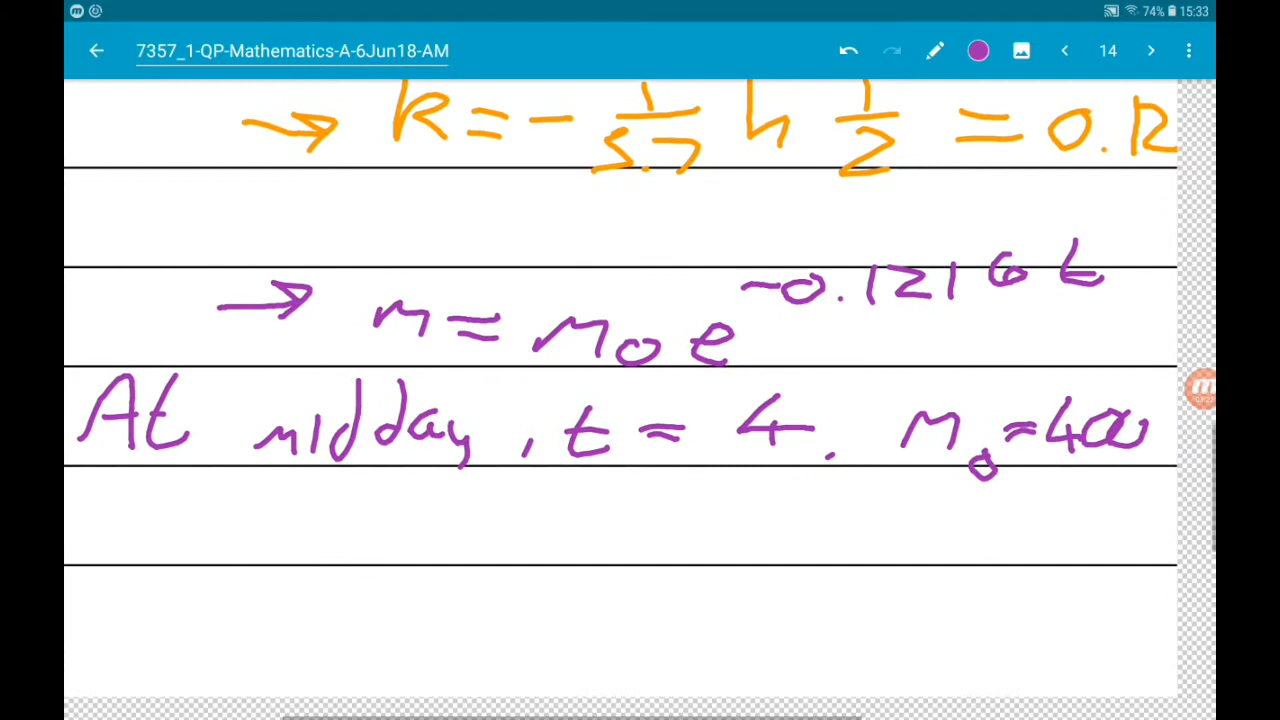 74% 15:33
7357_1-QP-Mathematics-A-6Jun18-AM 14
→ k = - 1/5.7 ln 1/2 = 0.12
→ m = m₀ e^(-0.1216t)
At midday, t = 4. m₀ = 400